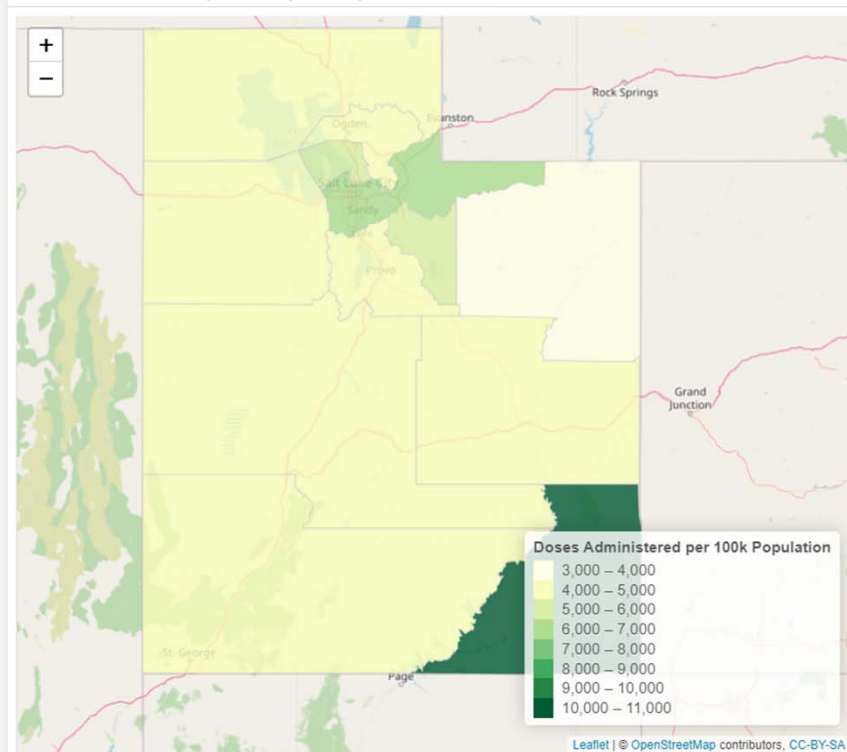 +
−
Rock Springs
Evanston
Ogden
Salt Lake City
Sandy
Provo
Grand
Junction
St. George
Page
Doses Administered per 100k Population
3,000 – 4,000
4,000 – 5,000
5,000 – 6,000
6,000 – 7,000
7,000 – 8,000
8,000 – 9,000
9,000 – 10,000
10,000 – 11,000
Leaflet | © OpenStreetMap contributors, CC-BY-SA